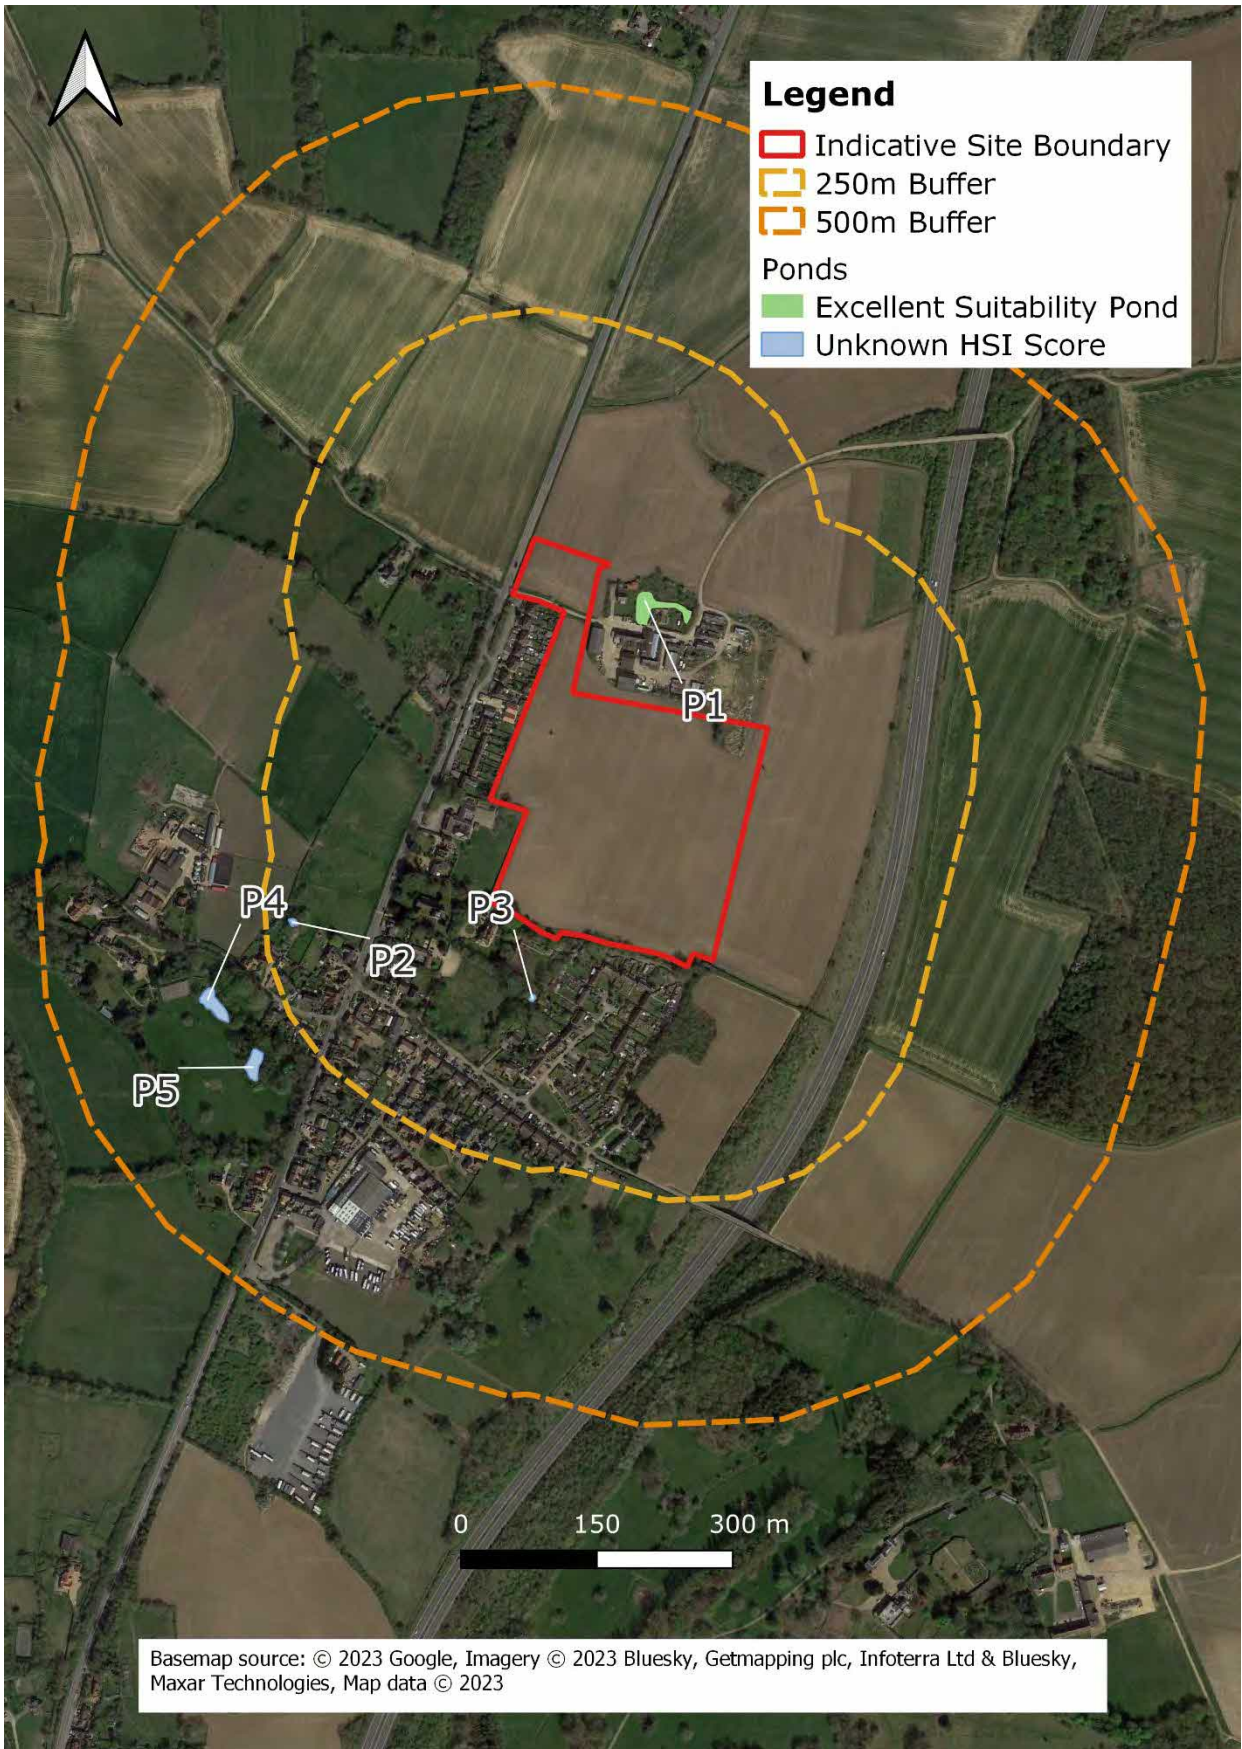 Legend
Indicative Site Boundary
250m Buffer
500m Buffer
Ponds
Excellent Suitability Pond
Unknown HSI Score
P1
P4
P3
P2
P5
0 150 300 m
Basemap source: © 2023 Google, Imagery © 2023 Bluesky, Getmapping plc, Infoterra Ltd & Bluesky,
Maxar Technologies, Map data © 2023